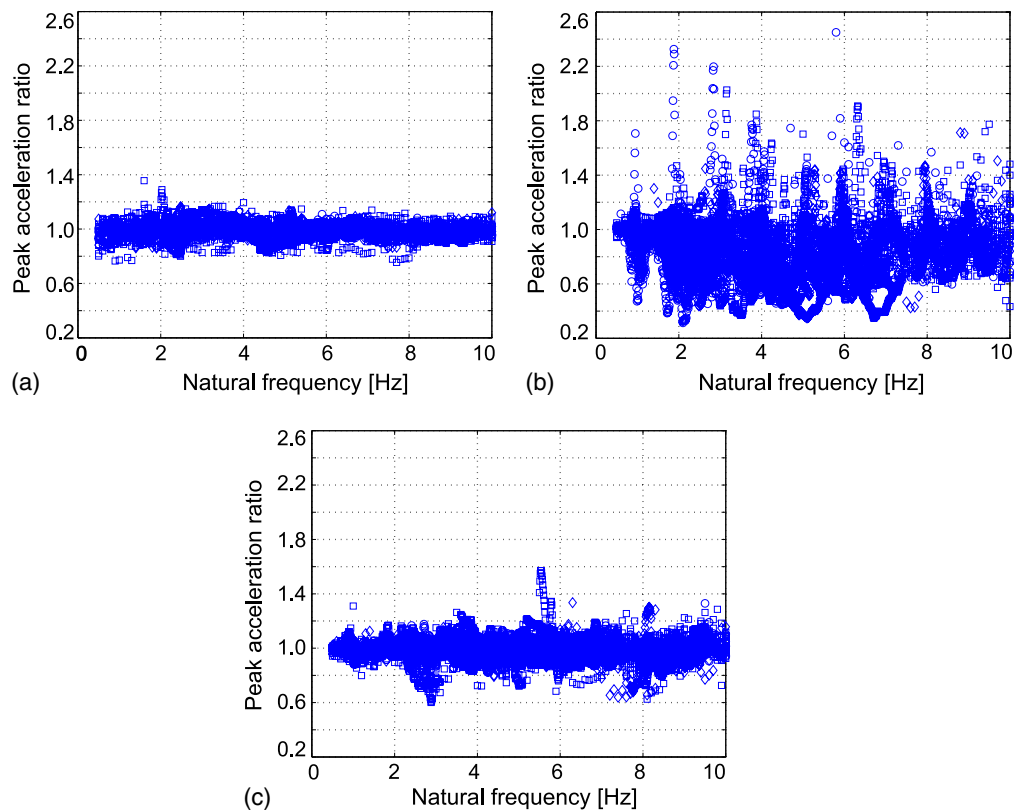 2.6
2.2
1.8
1.4
1.0
0.6
0.2
Peak acceleration ratio
0 2 4 6 8 10
Natural frequency [Hz]
(a)
2.6
2.2
1.8
1.4
1.0
0.6
0.2
Peak acceleration ratio
0 2 4 6 8 10
Natural frequency [Hz]
(b)
2.6
2.2
1.8
1.4
1.0
0.6
0.2
Peak acceleration ratio
0 2 4 6 8 10
Natural frequency [Hz]
(c)